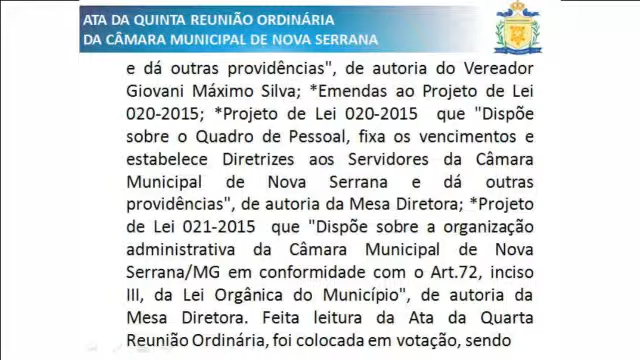 ATA DA QUINTA REUNIÃO ORDINÁRIA
DA CÂMARA MUNICIPAL DE NOVA SERRANA
e dá outras providências", de autoria do Vereador
Giovani Máximo Silva; *Emendas ao Projeto de Lei
020-2015; *Projeto de Lei 020-2015 que "Dispõe
sobre o Quadro de Pessoal, fixa os vencimentos e
estabelece Diretrizes aos Servidores da Câmara
Municipal de Nova Serrana e dá outras
providências", de autoria da Mesa Diretora; *Projeto
de Lei 021-2015 que "Dispõe sobre a organização
administrativa da Câmara Municipal de Nova
Serrana/MG em conformidade com o Art.72, inciso
III, da Lei Orgânica do Município", de autoria da
Mesa Diretora. Feita leitura da Ata da Quarta
Reunião Ordinária, foi colocada em votação, sendo